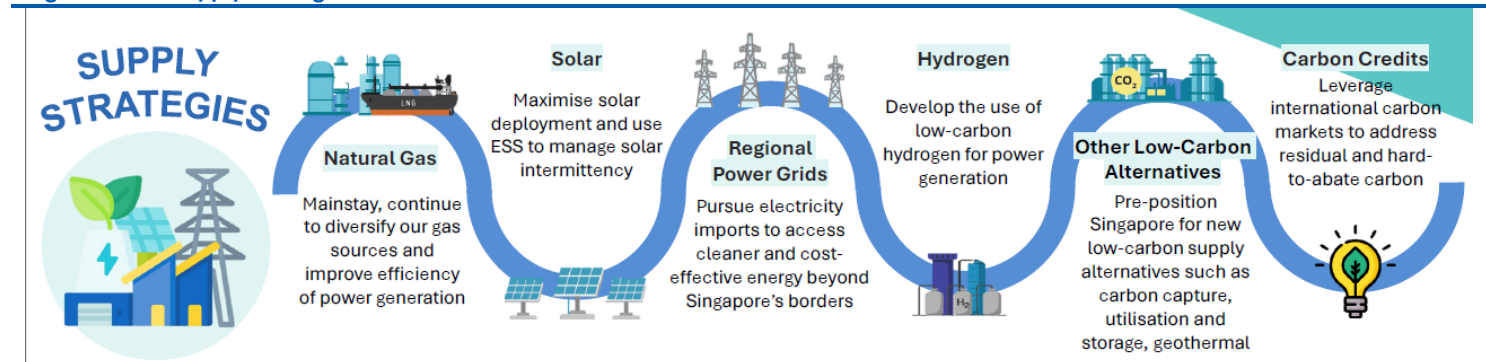 SUPPLY
STRATEGIES
LNG
Natural Gas
Mainstay, continue
to diversify our gas
sources and
improve efficiency
of power generation
Solar
Maximise solar
deployment and use
ESS to manage solar
intermittency
Regional
Power Grids
Pursue electricity
imports to access
cleaner and cost-
effective energy beyond
Singapore's borders
Hydrogen
Develop the use of
low-carbon
hydrogen for power
generation
H₂
CO₂
Other Low-Carbon
Alternatives
Pre-position
Singapore for new
low-carbon supply
alternatives such as
carbon capture,
utilisation and
storage, geothermal
Carbon Credits
Leverage
international carbon
markets to address
residual and hard-
to-abate carbon